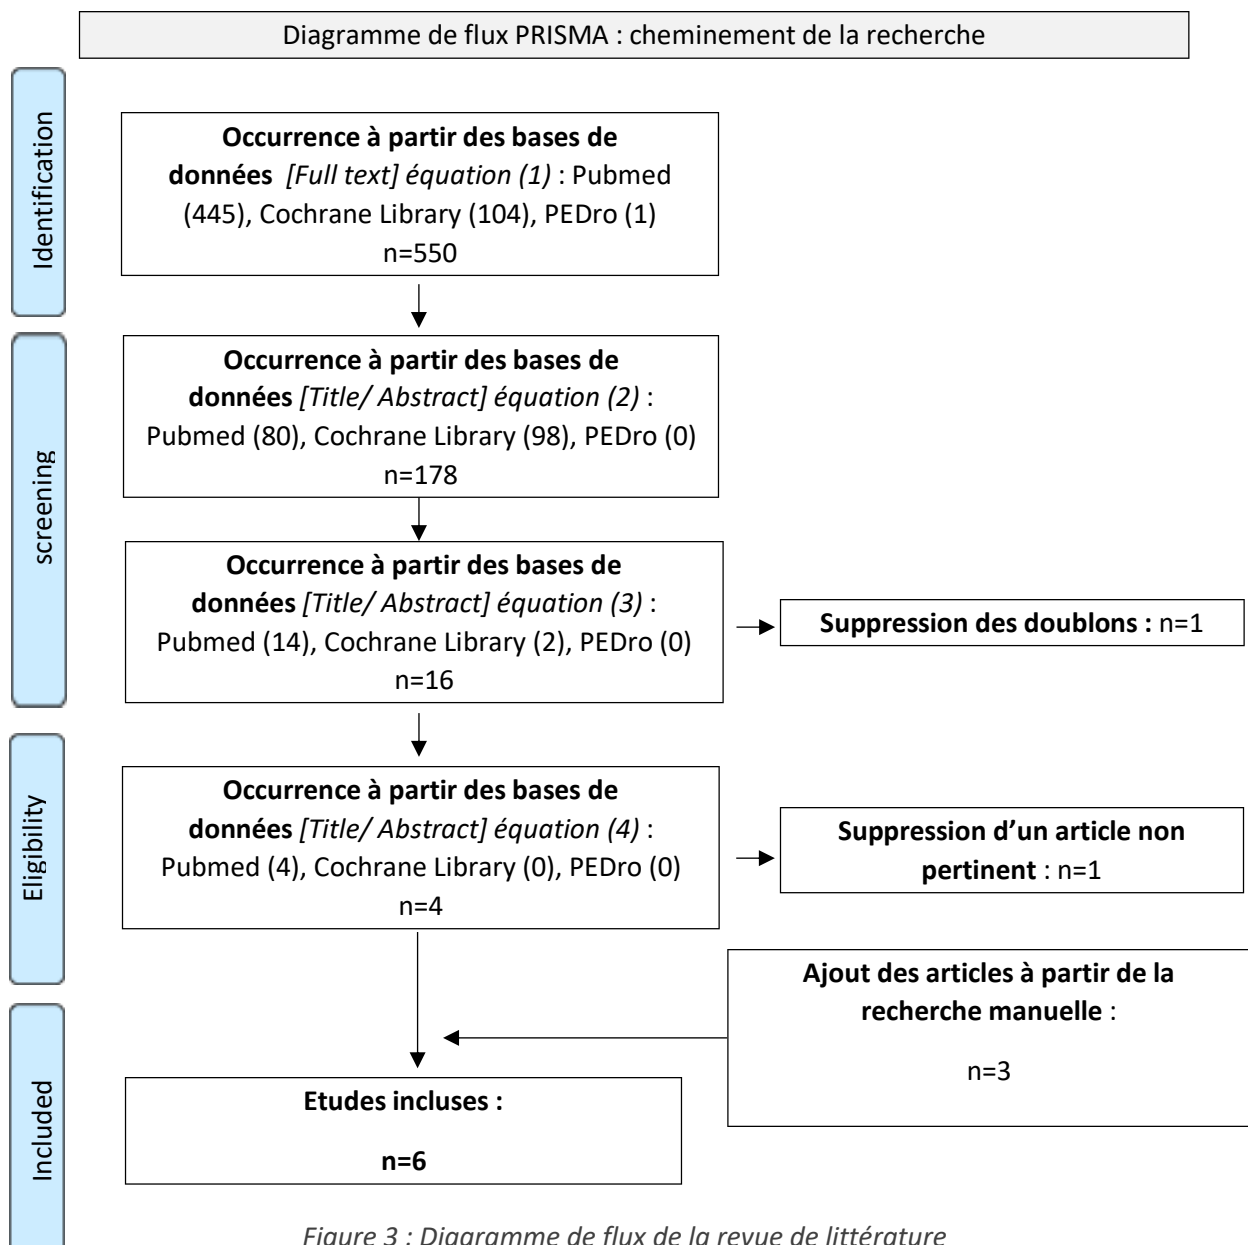 Diagramme de flux PRISMA : cheminement de la recherche
Identification
Occurrence à partir des bases de
données [Full text] équation (1) : Pubmed
(445), Cochrane Library (104), PEDro (1)
n=550
screening
Occurrence à partir des bases de
données [Title/ Abstract] équation (2) :
Pubmed (80), Cochrane Library (98), PEDro (0)
n=178
Occurrence à partir des bases de
données [Title/ Abstract] équation (3) :
Pubmed (14), Cochrane Library (2), PEDro (0)
n=16
Suppression des doublons : n=1
Eligibility
Occurrence à partir des bases de
données [Title/ Abstract] équation (4) :
Pubmed (4), Cochrane Library (0), PEDro (0)
n=4
Suppression d’un article non
pertinent : n=1
Ajout des articles à partir de la
recherche manuelle :
n=3
Included
Etudes incluses :
n=6
Figure 3 : Diagramme de flux de la revue de littérature